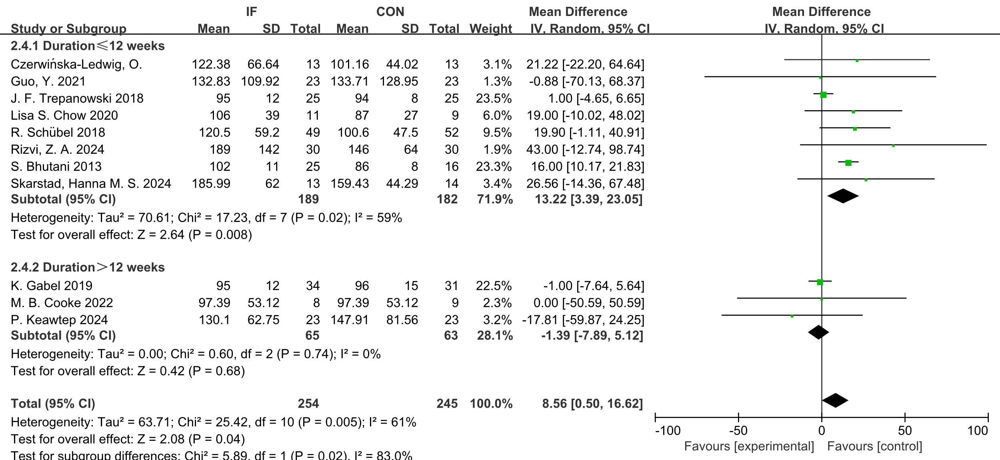 IF CON Mean Difference Mean Difference
Study or Subgroup Mean SD Total Mean SD Total Weight IV, Random, 95% CI IV, Random, 95% CI
2.4.1 Duration≤12 weeks
Czerwińska-Ledwig, O. 122.38 66.64 13 101.16 44.02 13 3.1% 21.22 [-22.20, 64.64]
Guo, Y. 2021 132.83 109.92 23 133.71 128.95 23 1.3% -0.88 [-70.13, 68.37]
J. F. Trepanowski 2018 95 12 25 94 8 25 23.5% 1.00 [-4.65, 6.65]
Lisa S. Chow 2020 106 39 11 87 27 9 6.0% 19.00 [-10.02, 48.02]
R. Schübel 2018 120.5 59.2 49 100.6 47.5 52 9.5% 19.90 [-1.11, 40.91]
Rizvi, Z. A. 2024 189 142 30 146 64 30 1.9% 43.00 [-12.74, 98.74]
S. Bhutani 2013 102 11 25 86 8 16 23.3% 16.00 [10.17, 21.83]
Skarstad, Hanna M. S. 2024 185.99 62 13 159.43 44.29 14 3.4% 26.56 [-14.36, 67.48]
Subtotal (95% CI) 189 182 71.9% 13.22 [3.39, 23.05]
Heterogeneity: Tau² = 70.61; Chi² = 17.23, df = 7 (P = 0.02); I² = 59%
Test for overall effect: Z = 2.64 (P = 0.008)
2.4.2 Duration＞12 weeks
K. Gabel 2019 95 12 34 96 15 31 22.5% -1.00 [-7.64, 5.64]
M. B. Cooke 2022 97.39 53.12 8 97.39 53.12 9 2.3% 0.00 [-50.59, 50.59]
P. Keawtep 2024 130.1 62.75 23 147.91 81.56 23 3.2% -17.81 [-59.87, 24.25]
Subtotal (95% CI) 65 63 28.1% -1.39 [-7.89, 5.12]
Heterogeneity: Tau² = 0.00; Chi² = 0.60, df = 2 (P = 0.74); I² = 0%
Test for overall effect: Z = 0.42 (P = 0.68)
Total (95% CI) 254 245 100.0% 8.56 [0.50, 16.62]
Heterogeneity: Tau² = 63.71; Chi² = 25.42, df = 10 (P = 0.005); I² = 61%
Test for overall effect: Z = 2.08 (P = 0.04)
Test for subgroup differences: Chi² = 5.89, df = 1 (P = 0.02), I² = 83.0%
-100 -50 0 50 100
Favours [experimental] Favours [control]